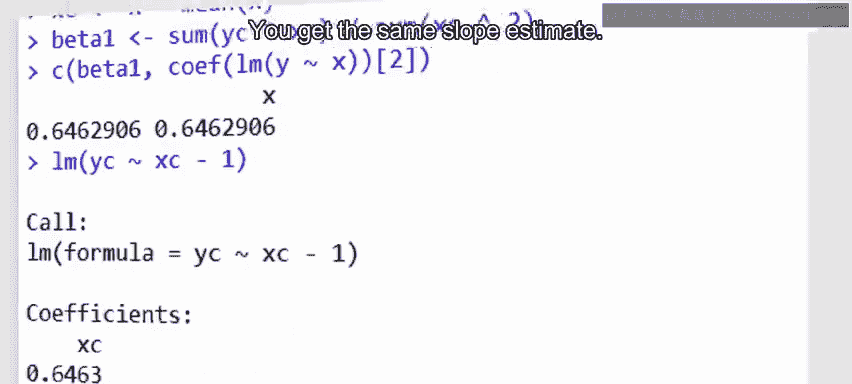 You get the same slope estimate.
> beta1 <- sum(yc
> c(beta1, coef(lm(y ~ x))[2])
x
0.6462906 0.6462906
> lm(yc ~ xc - 1)
Call:
lm(formula = yc ~ xc - 1)
Coefficients:
xc
0.6463